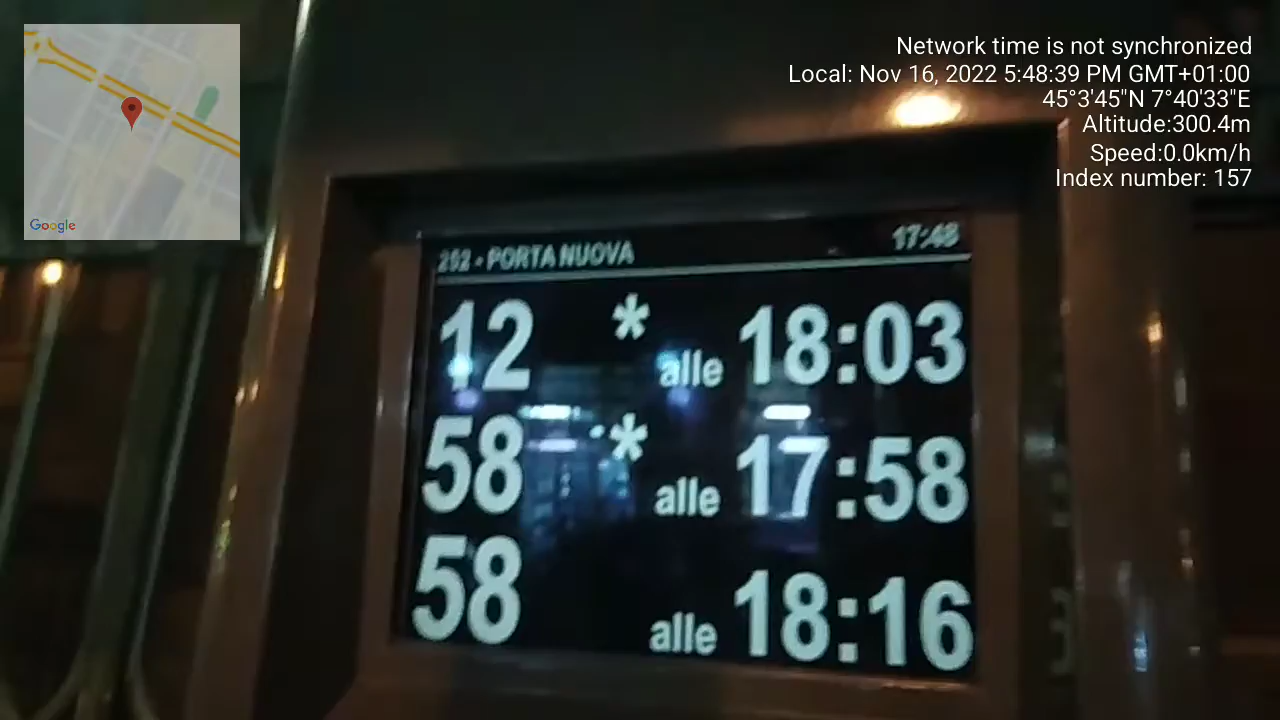 Network time is not synchronized
Local: Nov 16, 2022 5:48:39 PM GMT+01:00
45°3'45"N 7°40'33"E
Altitude:300.4m
Speed:0.0km/h
Index number: 157
Google
252 - PORTA NUOVA 17:48
12 * alle 18:03
58 * alle 17:58
58 alle 18:16